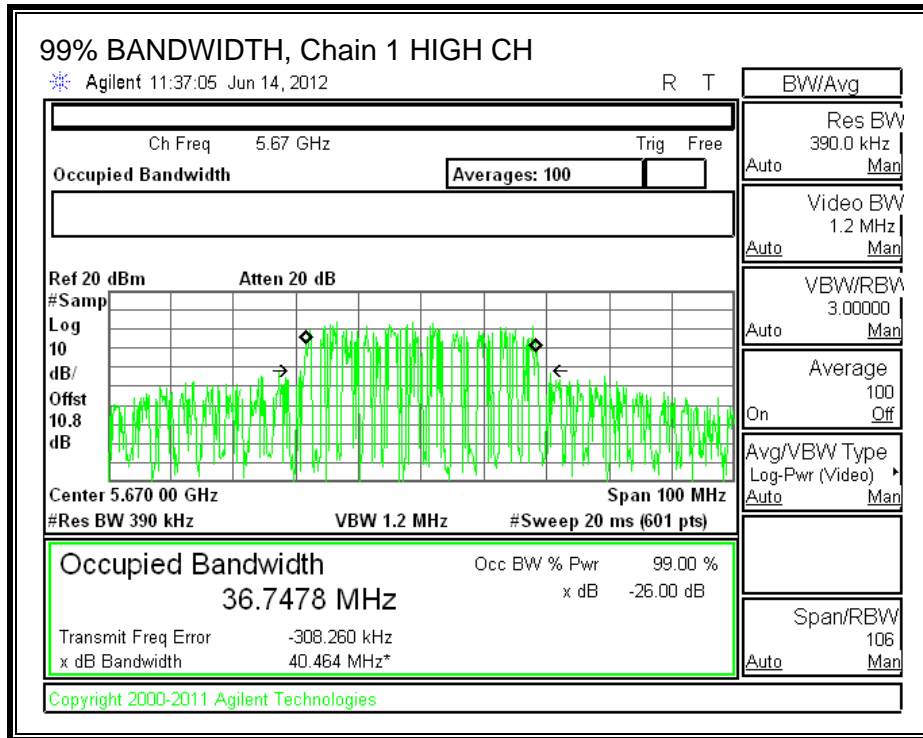 99% BANDWIDTH, Chain 1 HIGH CH
Agilent 11:37:05 Jun 14, 2012 R T
Ch Freq 5.67 GHz Trig Free
Occupied Bandwidth Averages: 100
Ref 20 dBm Atten 20 dB
#Samp
Log
10
dB/
Offst
10.8
dB
Center 5.670 00 GHz Span 100 MHz
#Res BW 390 kHz VBW 1.2 MHz #Sweep 20 ms (601 pts)
Occupied Bandwidth Occ BW % Pwr 99.00 %
36.7478 MHz x dB -26.00 dB
Transmit Freq Error -308.260 kHz
x dB Bandwidth 40.464 MHz*
Copyright 2000-2011 Agilent Technologies
BW/Avg
Res BW
390.0 kHz
Auto Man
Video BW
1.2 MHz
Auto Man
VBW/RBW
3.00000
Auto Man
Average
100
On Off
Avg/VBW Type
Log-Pwr (Video)
Auto Man
Span/RBW
106
Auto Man